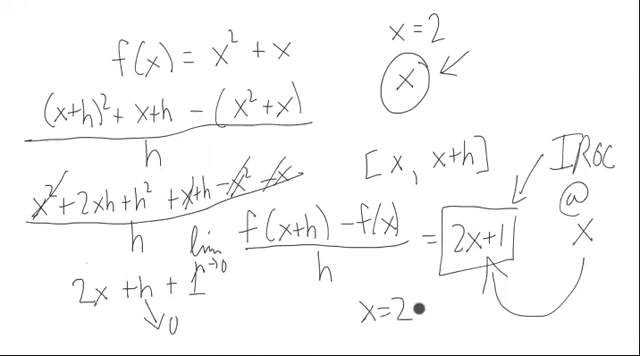 f(x) = x² + x
x = 2
x
(x+h)² + x+h − (x² + x)
h
[x, x+h]
IROC
@
x
x² + 2xh + h² + x + h − x² − x
h
lim h→0 f(x+h) − f(x) = 2x+1
h
2x + h + 1
0
x = 2